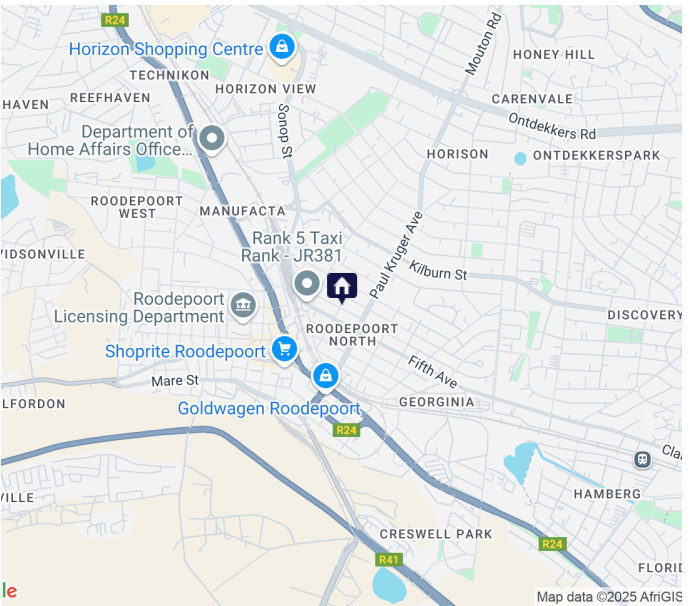 R24
Mouton Rd
Horizon Shopping Centre
HONEY HILL
TECHNIKON
HORIZON VIEW
REEFHAVEN
HAVEN
CARENVALE
Sonop St
Ontdekkers Rd
Department of
Home Affairs Office...
HORISON
ONTDEKKERSPARK
ROODEPOORT
WEST
MANUFACTA
Paul Kruger Ave
Rank 5 Taxi
Rank - JR381
VIDSONVILLE
Kilburn St
Roodepoort
Licensing Department
DISCOVERY
ROODEPOORT
NORTH
Shoprite Roodepoort
Fifth Ave
Mare St
LFORDON
GEORGINIA
Goldwagen Roodepoort
R24
Clar
VILLE
HAMBERG
CRESWELL PARK
R24
R41
FLORID
le
Map data ©2025 AfriGIS